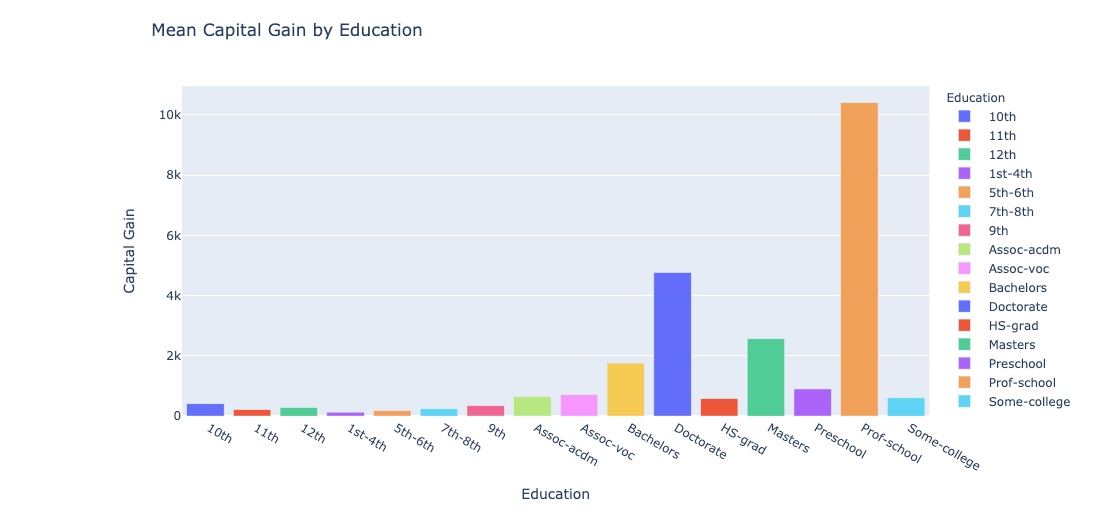 Mean Capital Gain by Education
Capital Gain
10k
8k
6k
4k
2k
0
10th
11th
12th
1st-4th
5th-6th
7th-8th
9th
Assoc-acdm
Assoc-voc
Bachelors
Doctorate
HS-grad
Masters
Preschool
Prof-school
Some-college
Education
Education
10th
11th
12th
1st-4th
5th-6th
7th-8th
9th
Assoc-acdm
Assoc-voc
Bachelors
Doctorate
HS-grad
Masters
Preschool
Prof-school
Some-college